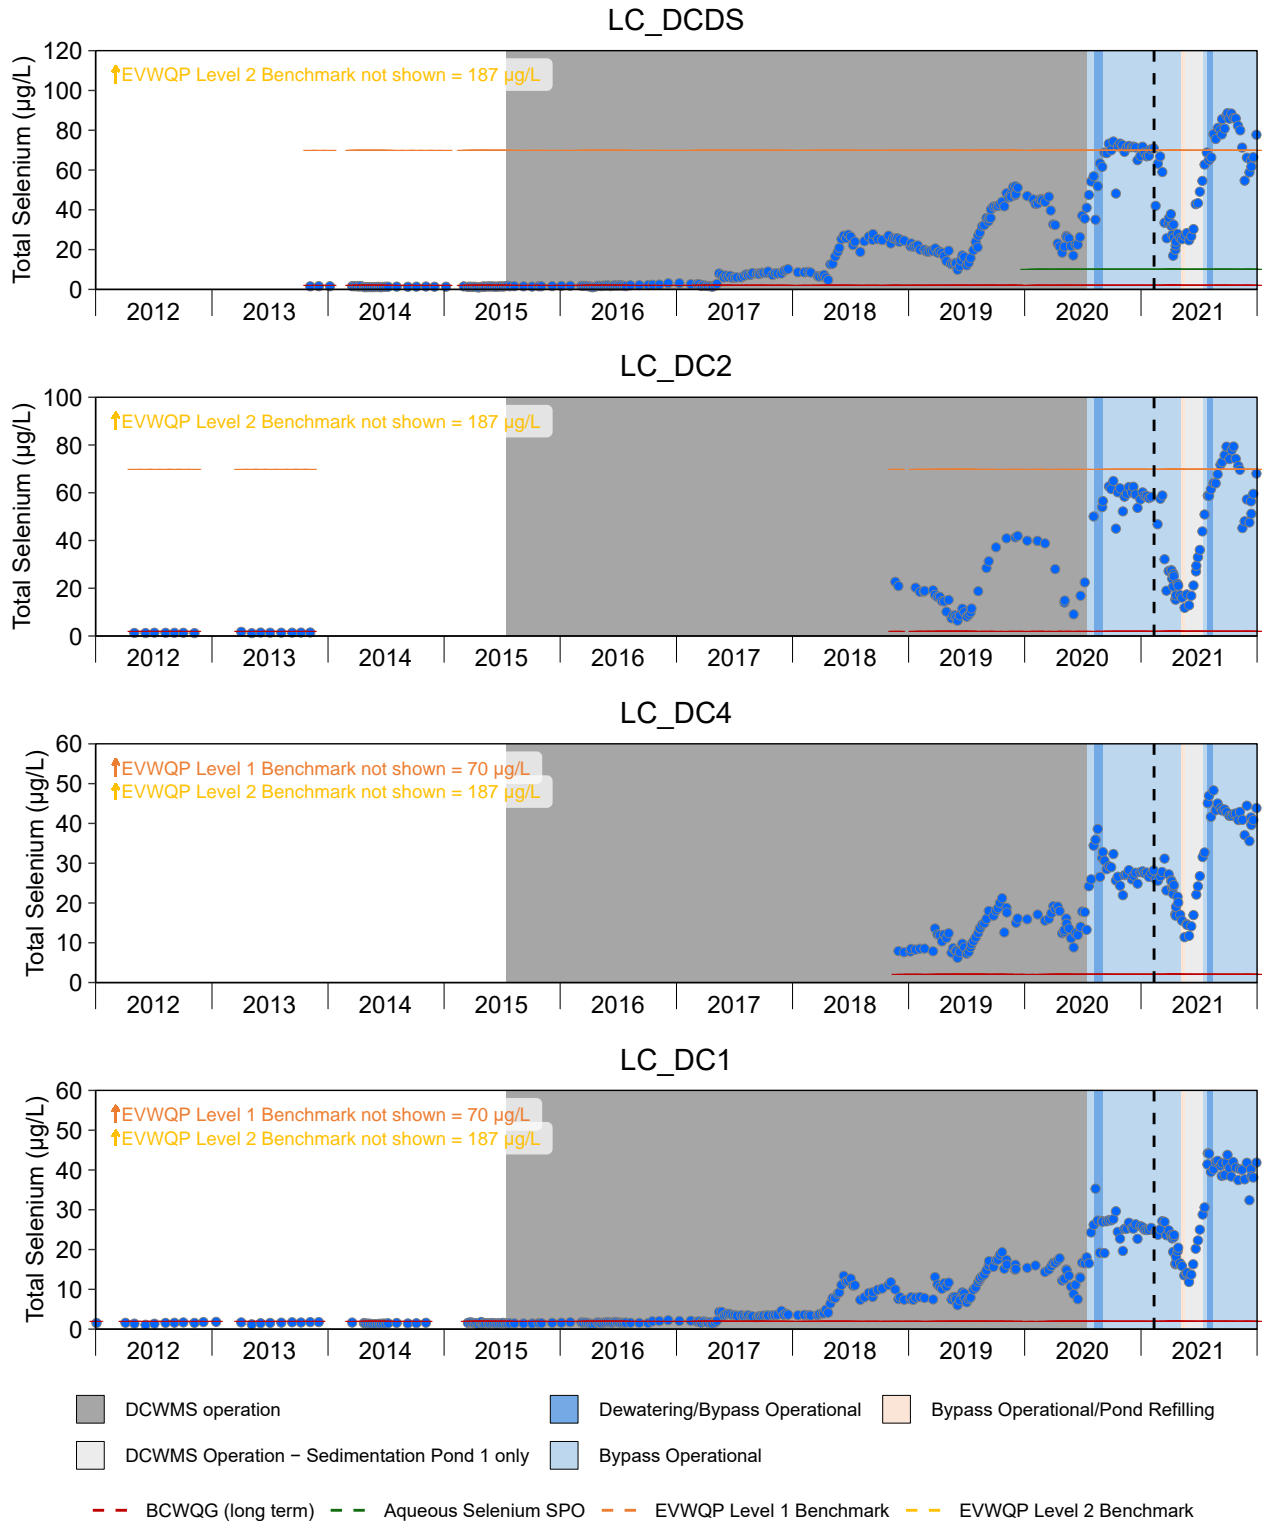 LC_DCDS
Total Selenium (µg/L)
120
100
80
60
40
20
0
EVWQP Level 2 Benchmark not shown = 187 µg/L
2012 2013 2014 2015 2016 2017 2018 2019 2020 2021
LC_DC2
Total Selenium (µg/L)
100
80
60
40
20
0
EVWQP Level 2 Benchmark not shown = 187 µg/L
2012 2013 2014 2015 2016 2017 2018 2019 2020 2021
LC_DC4
Total Selenium (µg/L)
60
50
40
30
20
10
0
EVWQP Level 1 Benchmark not shown = 70 µg/L
EVWQP Level 2 Benchmark not shown = 187 µg/L
2012 2013 2014 2015 2016 2017 2018 2019 2020 2021
LC_DC1
Total Selenium (µg/L)
60
50
40
30
20
10
0
EVWQP Level 1 Benchmark not shown = 70 µg/L
EVWQP Level 2 Benchmark not shown = 187 µg/L
2012 2013 2014 2015 2016 2017 2018 2019 2020 2021
DCWMS operation
Dewatering/Bypass Operational
Bypass Operational/Pond Refilling
DCWMS Operation − Sedimentation Pond 1 only
Bypass Operational
BCWQG (long term)
Aqueous Selenium SPO
EVWQP Level 1 Benchmark
EVWQP Level 2 Benchmark